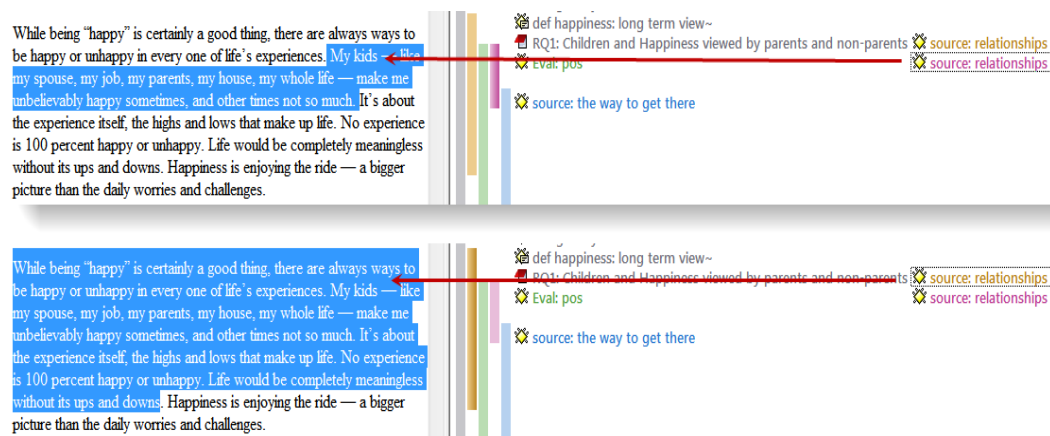 While being “happy” is certainly a good thing, there are always ways to
be happy or unhappy in every one of life’s experiences. My kids — like
my spouse, my job, my parents, my house, my whole life — make me
unbelievably happy sometimes, and other times not so much. It’s about
the experience itself, the highs and lows that make up life. No experience
is 100 percent happy or unhappy. Life would be completely meaningless
without its ups and downs. Happiness is enjoying the ride — a bigger
picture than the daily worries and challenges.
def happiness: long term view~
RQ1: Children and Happiness viewed by parents and non-parents source: relationships
Eval: pos source: relationships
source: the way to get there
While being “happy” is certainly a good thing, there are always ways to
be happy or unhappy in every one of life’s experiences. My kids — like
my spouse, my job, my parents, my house, my whole life — make me
unbelievably happy sometimes, and other times not so much. It’s about
the experience itself, the highs and lows that make up life. No experience
is 100 percent happy or unhappy. Life would be completely meaningless
without its ups and downs. Happiness is enjoying the ride — a bigger
picture than the daily worries and challenges.
def happiness: long term view~
RQ1: Children and Happiness viewed by parents and non-parents source: relationships
Eval: pos source: relationships
source: the way to get there